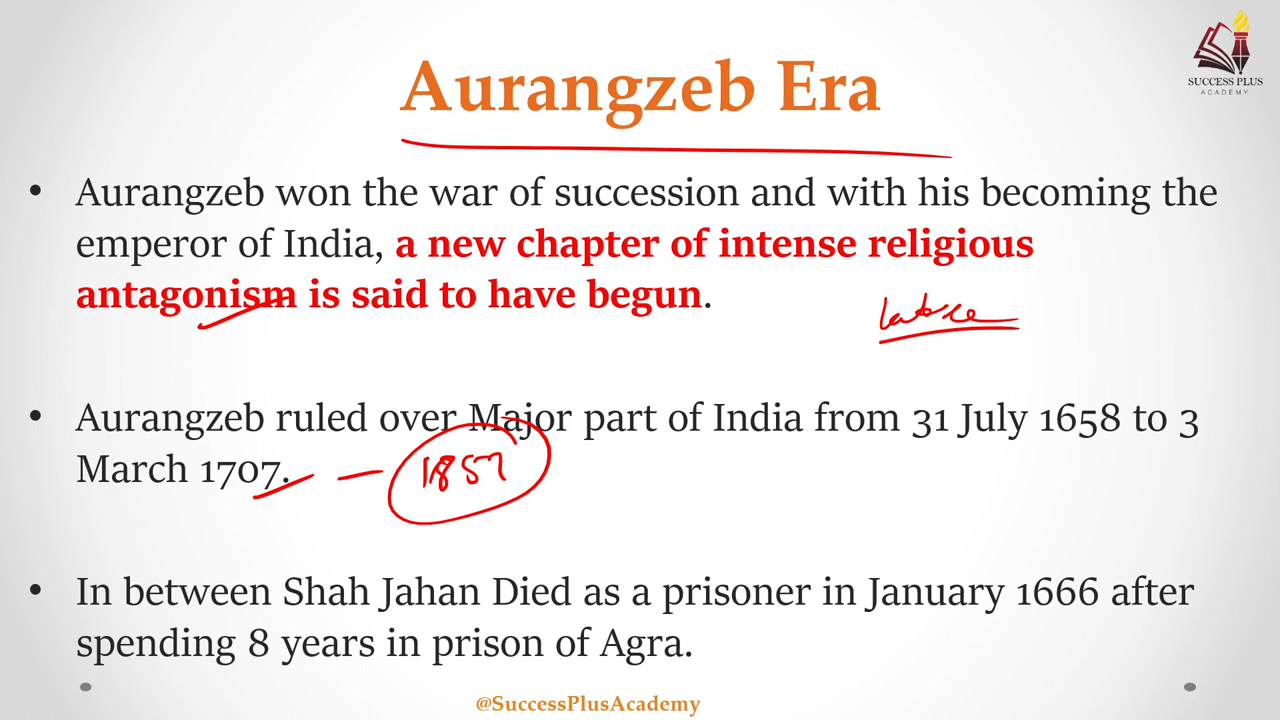 SUCCESS PLUS
ACADEMY
Aurangzeb Era
• Aurangzeb won the war of succession and with his becoming the
emperor of India, a new chapter of intense religious
antagonism is said to have begun.
• Aurangzeb ruled over Major part of India from 31 July 1658 to 3
March 1707. – 1857
• In between Shah Jahan Died as a prisoner in January 1666 after
spending 8 years in prison of Agra.
@SuccessPlusAcademy